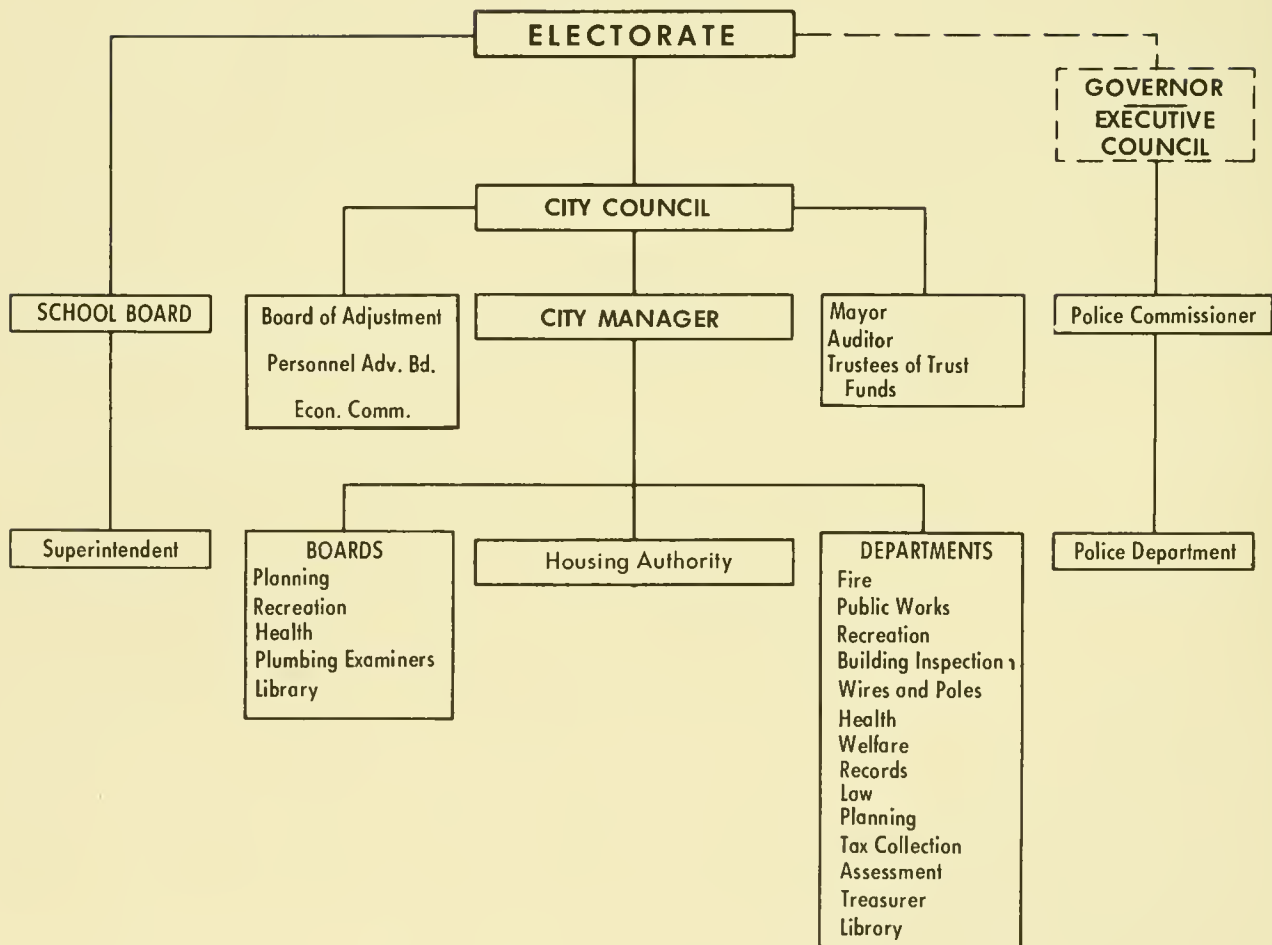 ELECTORATE
GOVERNOR
EXECUTIVE
COUNCIL
CITY COUNCIL
SCHOOL BOARD
Board of Adjustment
Personnel Adv. Bd.
Econ. Comm.
CITY MANAGER
Mayor
Auditor
Trustees of Trust
Funds
Police Commissioner
Superintendent
BOARDS
Planning
Recreation
Health
Plumbing Examiners
Library
Housing Authority
DEPARTMENTS
Fire
Public Works
Recreation
Building Inspection
Wires and Poles
Health
Welfare
Records
Law
Planning
Tax Collection
Assessment
Treasurer
Library
Police Department